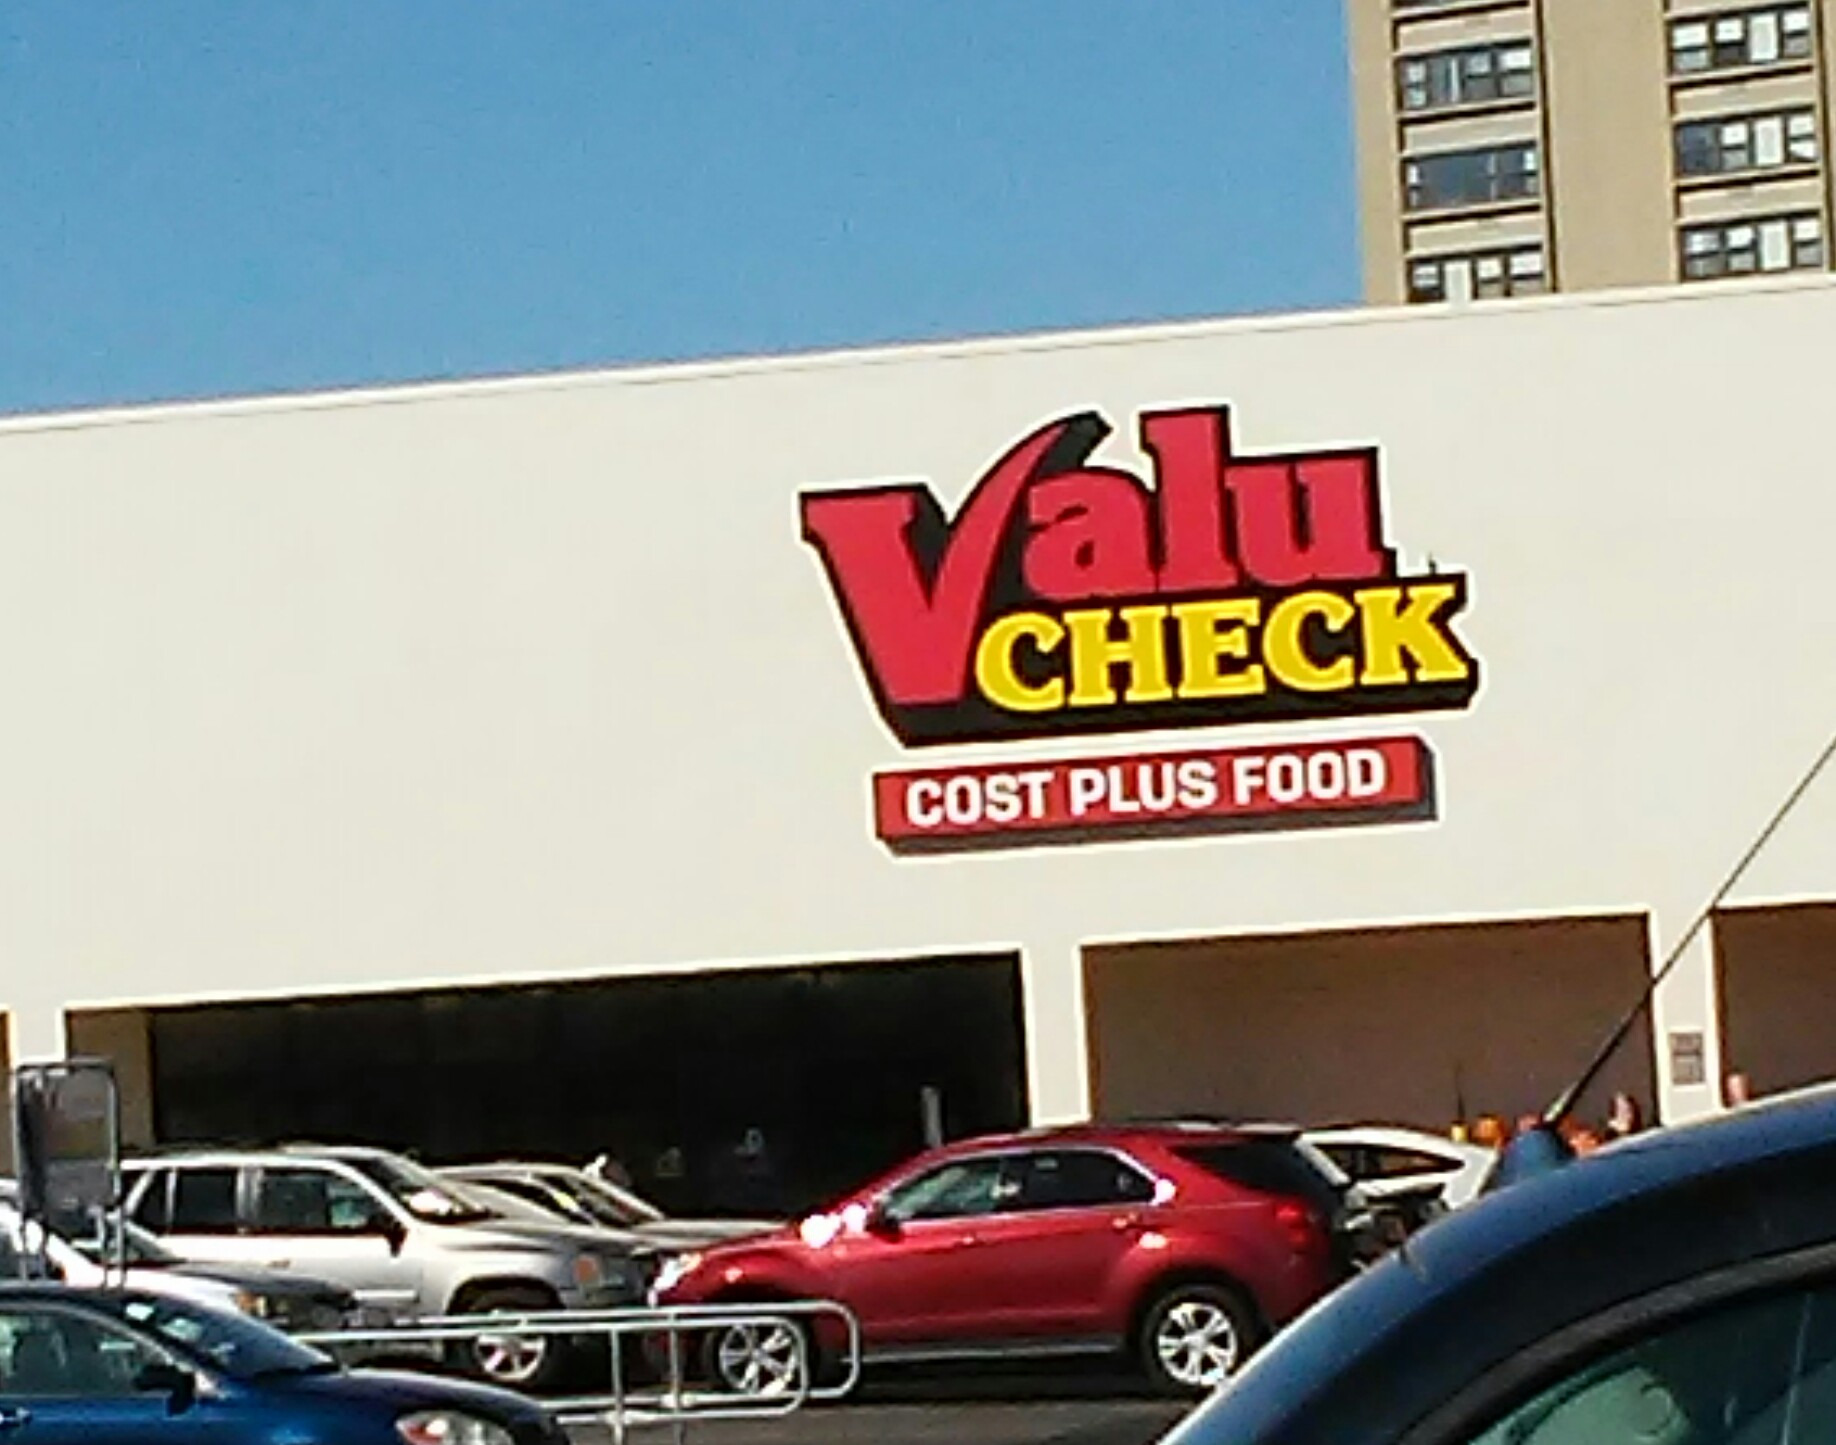 Valu
CHECK
COST PLUS FOOD